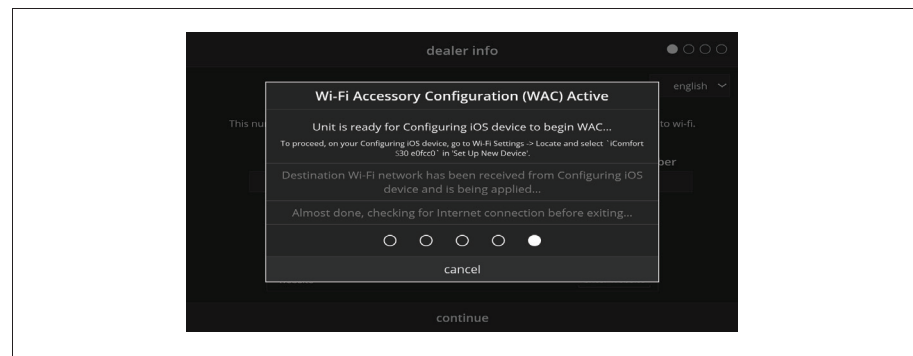 dealer info
english
Wi-Fi Accessory Configuration (WAC) Active
This
to wi-fi.
Unit is ready for Configuring iOS device to begin WAC...
To proceed, on your Configuring iOS device, go to Wi-Fi Settings -> Locate and select `iComfort
S30 e0fcc0` in 'Set Up New Device'.
Destination Wi-Fi network has been received from Configuring iOS
device and is being applied...
Almost done, checking for Internet connection before exiting...
cancel
continue